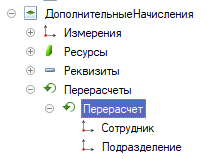 ДополнительныеНачисления
Измерения
Ресурсы
Реквизиты
Перерасчеты
Перерасчет
Сотрудник
Подразделение